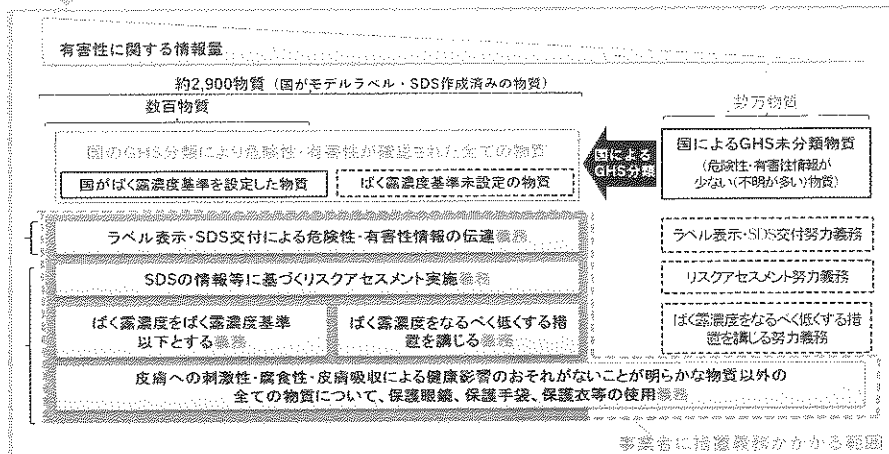 有害性に関する情報量
約2,900物質（国がモデルラベル・SDS作成済みの物質）
数百物質
数万物質
国のGHS分類により危険性・有害性が確認された全ての物質
国がばく露濃度基準を設定した物質
ばく露濃度基準未設定の物質
国による
GHS分類
国によるGHS未分類物質
（危険性・有害性情報が
少ない（不明が多い）物質）
ラベル表示・SDS交付による危険性・有害性情報の伝達義務
ラベル表示・SDS交付努力義務
SDSの情報等に基づくリスクアセスメント実施義務
リスクアセスメント努力義務
ばく露濃度をばく露濃度基準
以下とする義務
ばく露濃度をなるべく低くする措
置を講じる義務
ばく露濃度をなるべく低くする措
置を講じる努力義務
皮膚への刺激性・腐食性・皮膚吸収による健康影響のおそれがないことが明らかな物質以外の
全ての物質について、保護眼鏡、保護手袋、保護衣等の使用義務
事業者に措置義務がかかる範囲